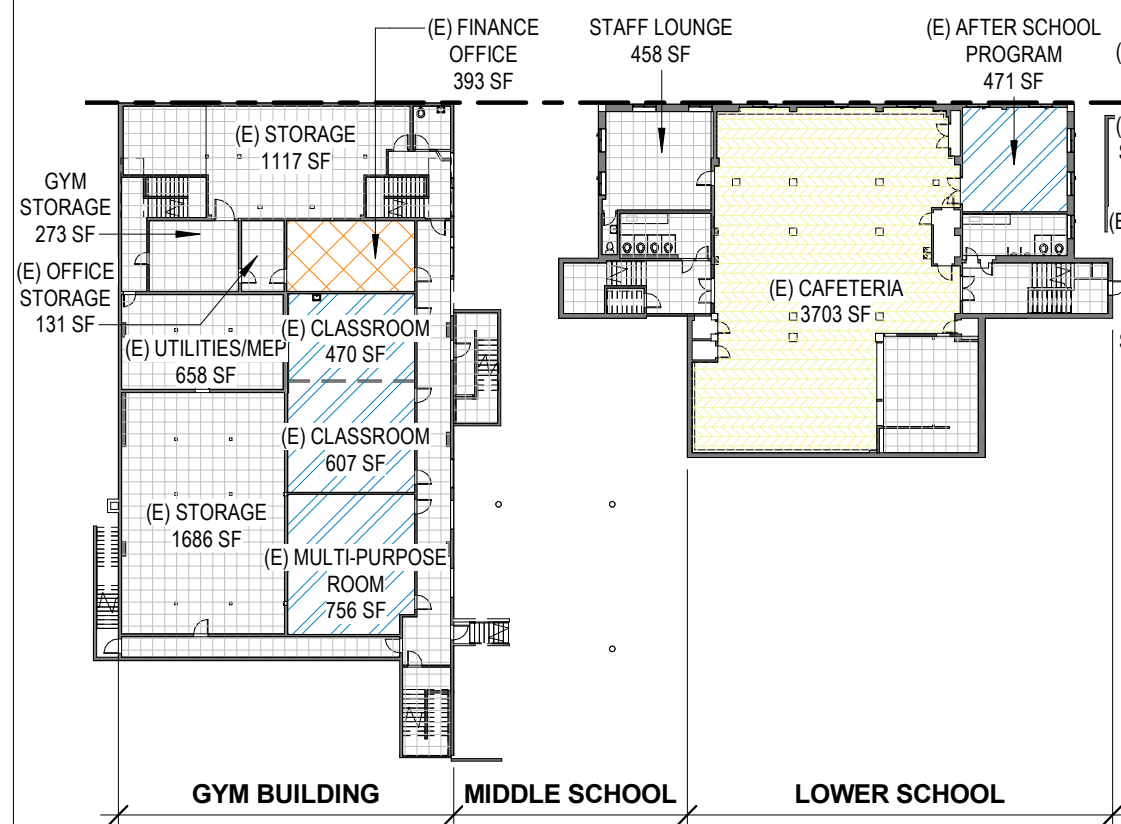 (E) FINANCE
OFFICE
393 SF
STAFF LOUNGE
458 SF
(E) AFTER SCHOOL
PROGRAM
471 SF
(E) STORAGE
1117 SF
GYM
STORAGE
273 SF
(E) OFFICE
STORAGE
131 SF
(E) UTILITIES/MEP
658 SF
(E) CLASSROOM
470 SF
(E) CAFETERIA
3703 SF
(E) CLASSROOM
607 SF
(E) STORAGE
1686 SF
(E) MULTI-PURPOSE
ROOM
756 SF
GYM BUILDING
MIDDLE SCHOOL
LOWER SCHOOL